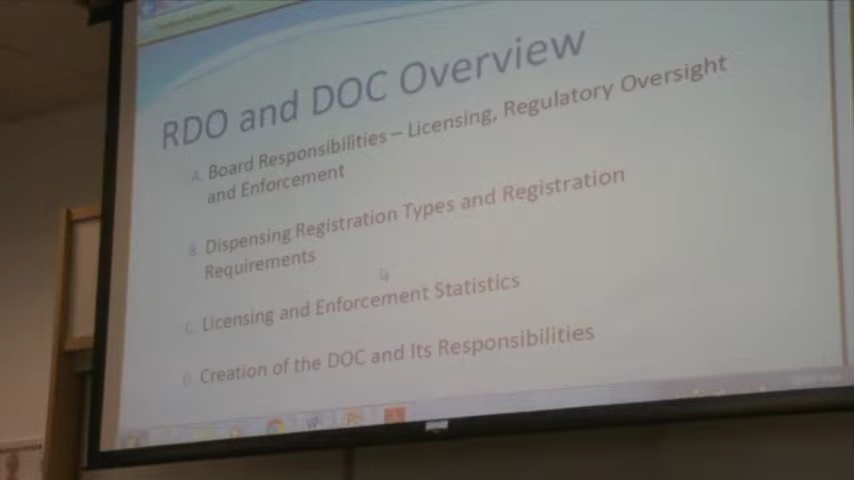 RDO and DOC Overview
A. Board Responsibilities – Licensing, Regulatory Oversight
and Enforcement
B. Dispensing Registration Types and Registration
Requirements
C. Licensing and Enforcement Statistics
D. Creation of the DOC and Its Responsibilities